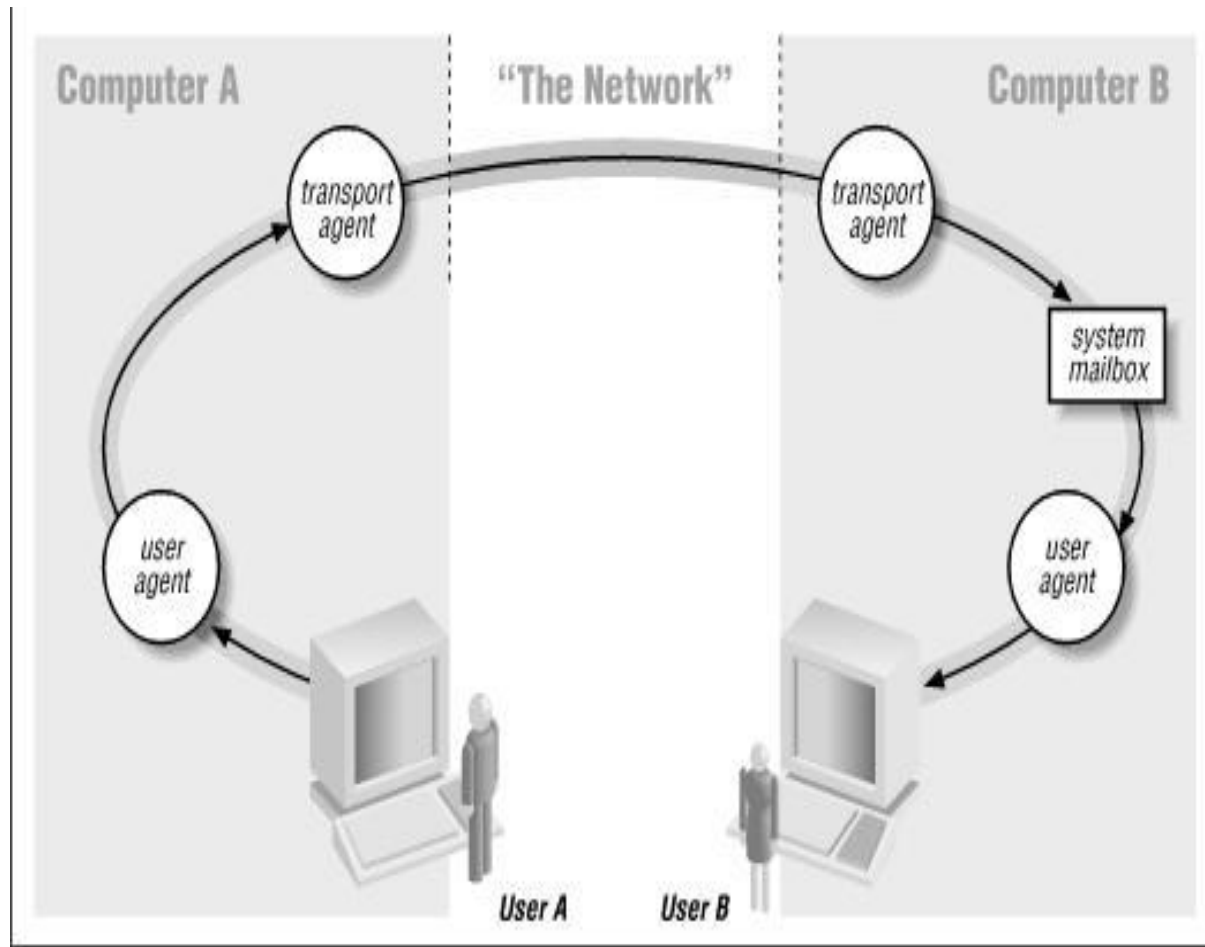 Computer A
“The Network”
Computer B
transport
agent
transport
agent
system
mailbox
user
agent
user
agent
User A
User B